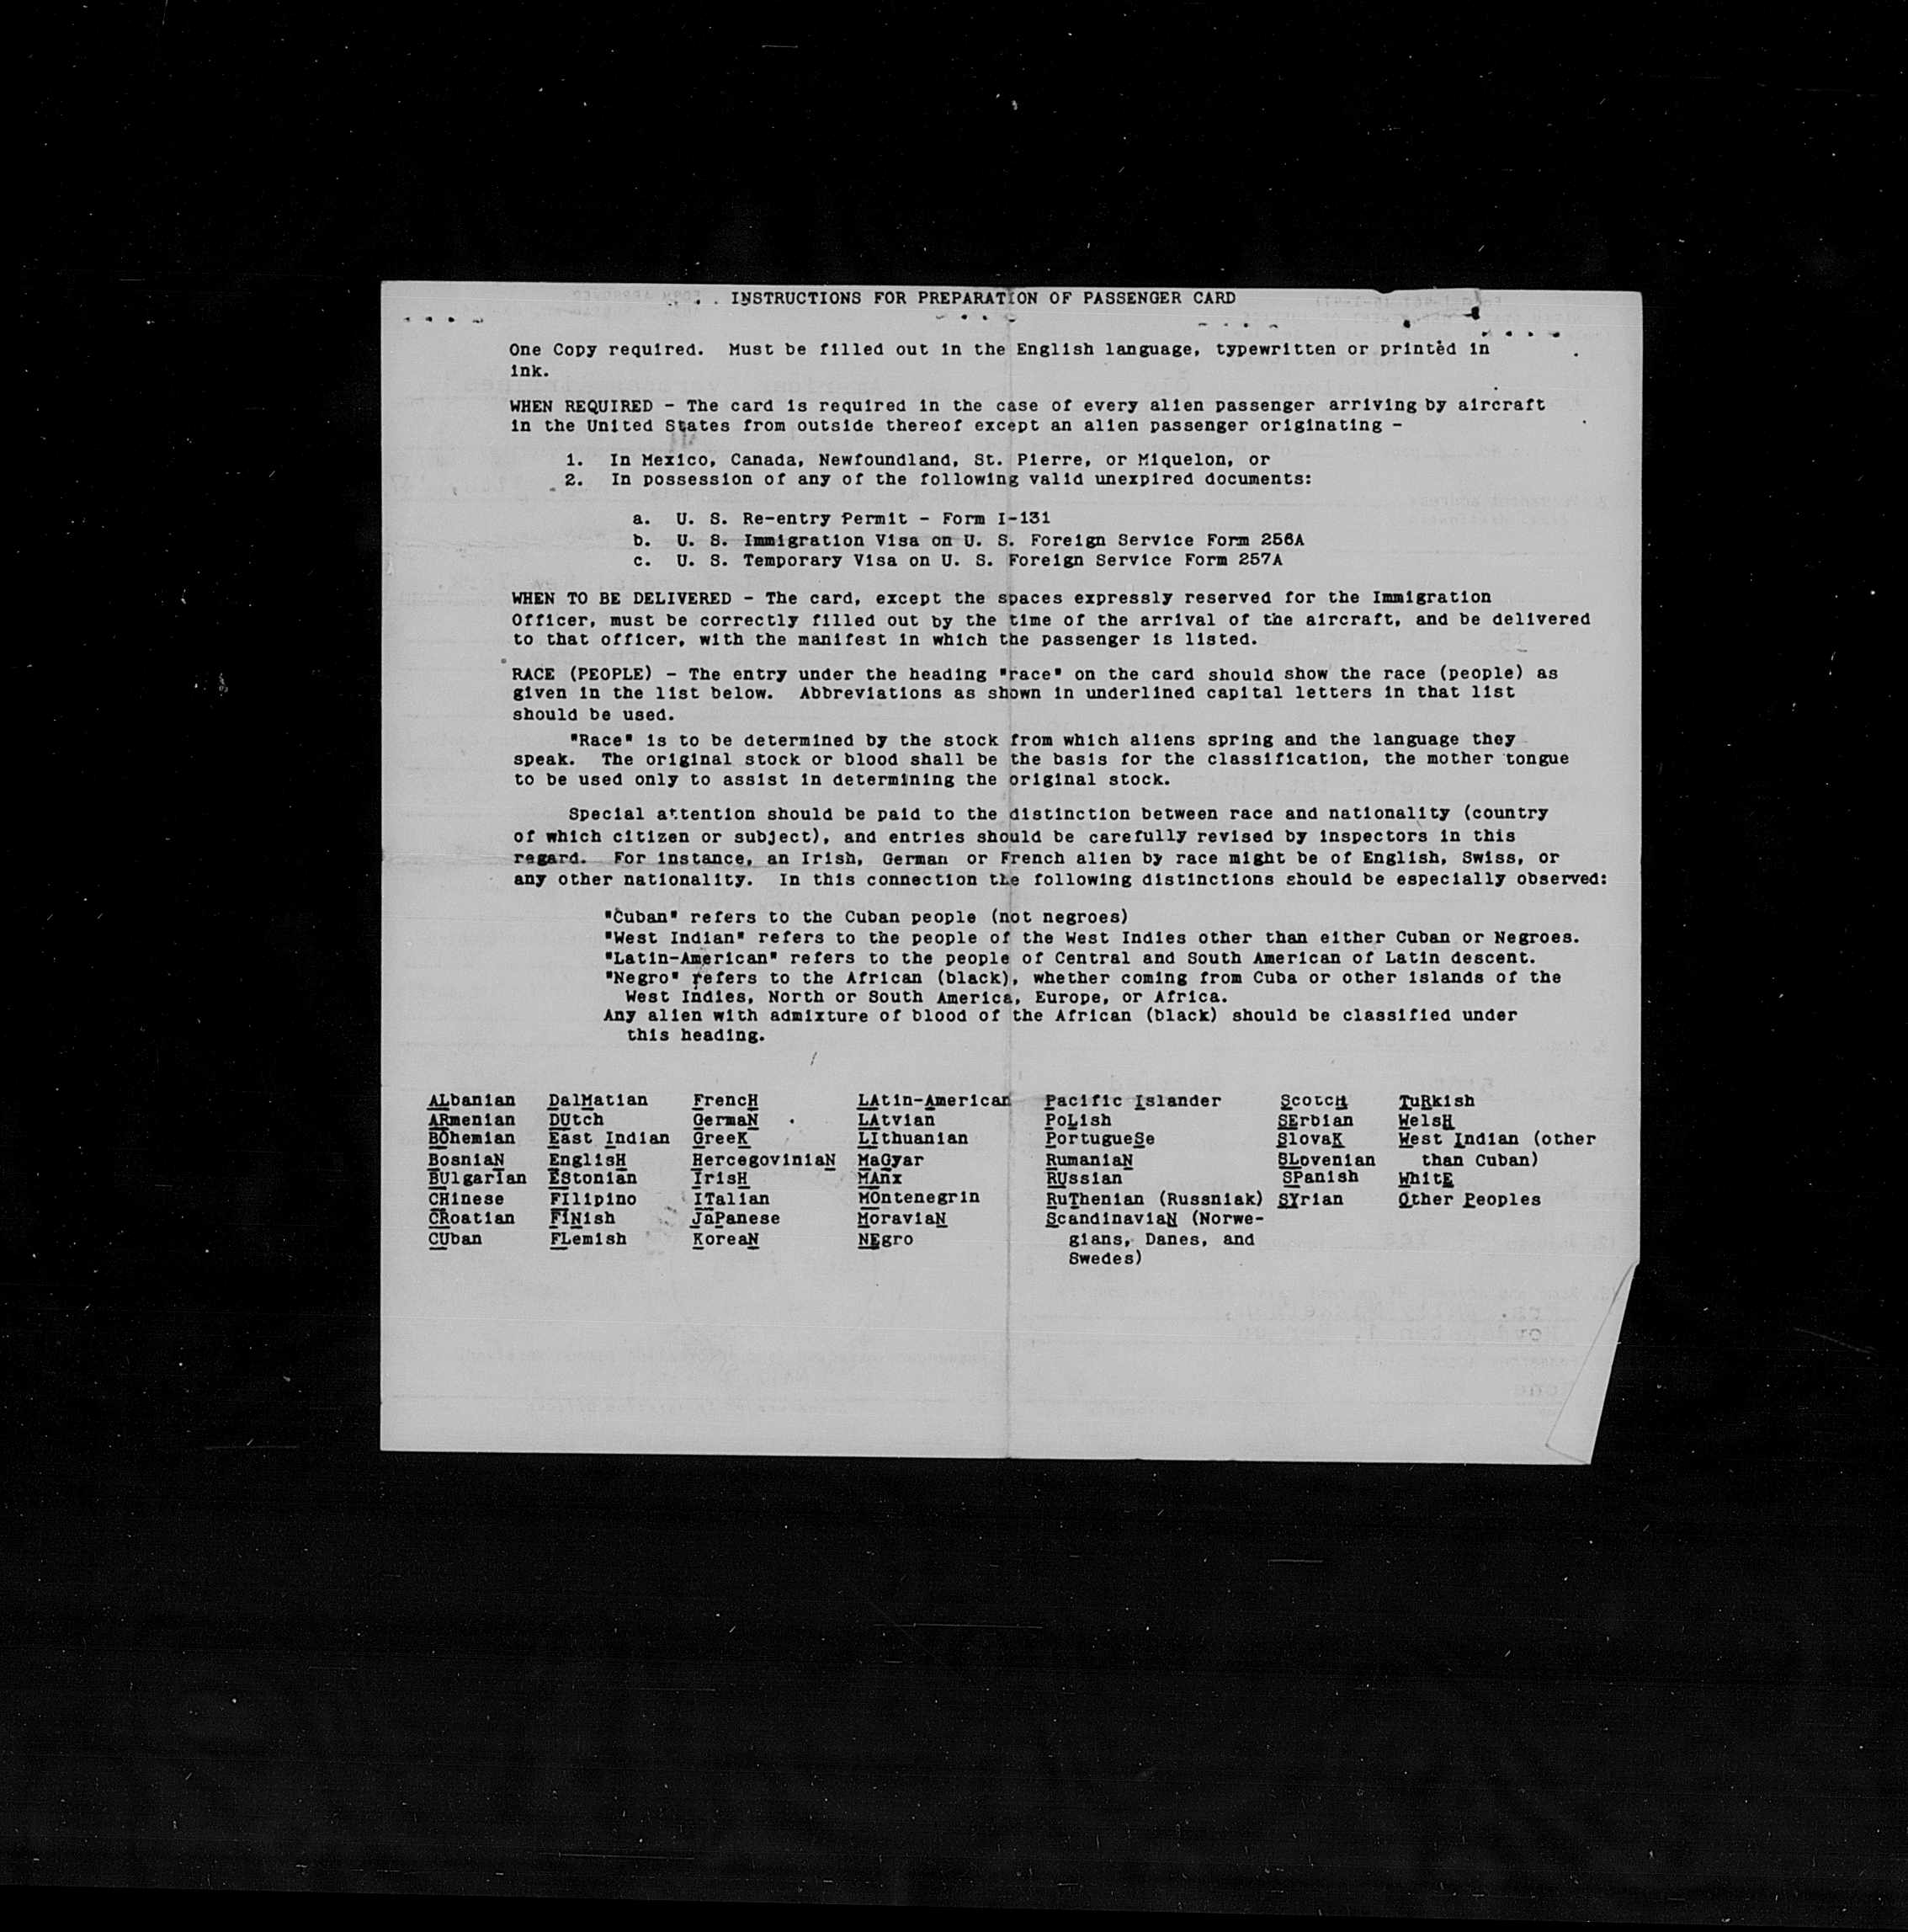 INSTRUCTIONS FOR PREPARATION OF PASSENGER CARD
One Copy required. Must be filled out in the English language, typewritten or printed in
ink.
WHEN REQUIRED - The card is required in the case of every alien passenger arriving by aircraft
in the United States from outside thereof except an alien passenger originating -
1. In Mexico, Canada, Newfoundland, St. Pierre, or Miquelon, or
2. In possession of any of the following valid unexpired documents:
a. U. S. Re-entry Permit - Form I-131
b. U. S. Immigration Visa on U. S. Foreign Service Form 256A
c. U. S. Temporary Visa on U. S. Foreign Service Form 257A
WHEN TO BE DELIVERED - The card, except the spaces expressly reserved for the Immigration
Officer, must be correctly filled out by the time of the arrival of the aircraft, and be delivered
to that officer, with the manifest in which the passenger is listed.
RACE (PEOPLE) - The entry under the heading "race" on the card should show the race (people) as
given in the list below. Abbreviations as shown in underlined capital letters in that list
should be used.
"Race" is to be determined by the stock from which aliens spring and the language they
speak. The original stock or blood shall be the basis for the classification, the mother tongue
to be used only to assist in determining the original stock.
Special attention should be paid to the distinction between race and nationality (country
of which citizen or subject), and entries should be carefully revised by inspectors in this
regard. For instance, an Irish, German or French alien by race might be of English, Swiss, or
any other nationality. In this connection the following distinctions should be especially observed:
"Cuban" refers to the Cuban people (not negroes)
"West Indian" refers to the people of the West Indies other than either Cuban or Negroes.
"Latin-American" refers to the people of Central and South American of Latin descent.
"Negro" refers to the African (black), whether coming from Cuba or other islands of the
West Indies, North or South America, Europe, or Africa.
Any alien with admixture of blood of the African (black) should be classified under
this heading.
ALbanian DalMatian FrencH LAtin-American Pacific Islander ScotcH TuRkish
ARmenian DUtch GermaN LAtvian PoLish SErbian WelsH
BOhemian East Indian GreeK LIthuanian PortugueSe SlovaK West Indian (other
BosniaN EnglisH HercegoviniaN MaGyar RumaniaN SLovenian than Cuban)
BUlgarian EStonian IrisH MAnx RUssian SPanish WhitE
CHinese FIlipino ITalian MOntenegrin RuThenian (Russniak) SYrian Other Peoples
CRoatian FiNish JaPanese MoraviaN ScandinaviaN (Norwe-
CUban FLemish KoreaN NEgro gians, Danes, and
Swedes)